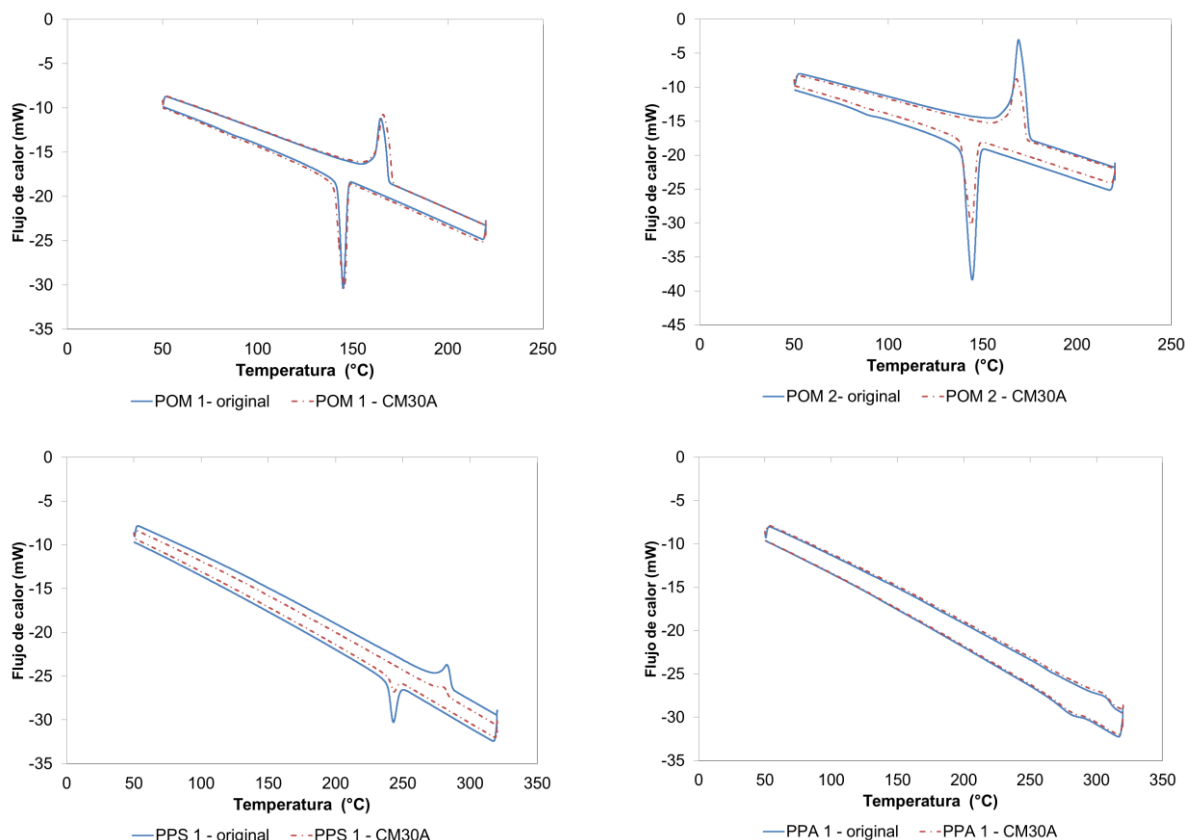 0
-5
-10
-15
-20
-25
-30
-35
Flujo de calor (mW)
0 50 100 150 200 250
Temperatura (°C)
POM 1- original POM 1 - CM30A
0
-5
-10
-15
-20
-25
-30
-35
-40
-45
Flujo de calor (mW)
0 50 100 150 200 250
Temperatura (°C)
POM 2- original POM 2 - CM30A
0
-5
-10
-15
-20
-25
-30
-35
Flujo de calor (mW)
0 50 100 150 200 250 300 350
Temperatura (°C)
PPS 1 - original PPS 1 - CM30A
0
-5
-10
-15
-20
-25
-30
-35
Flujo de calor (mW)
0 50 100 150 200 250 300 350
Temperatura (°C)
PPA 1 - original PPA 1 - CM30A